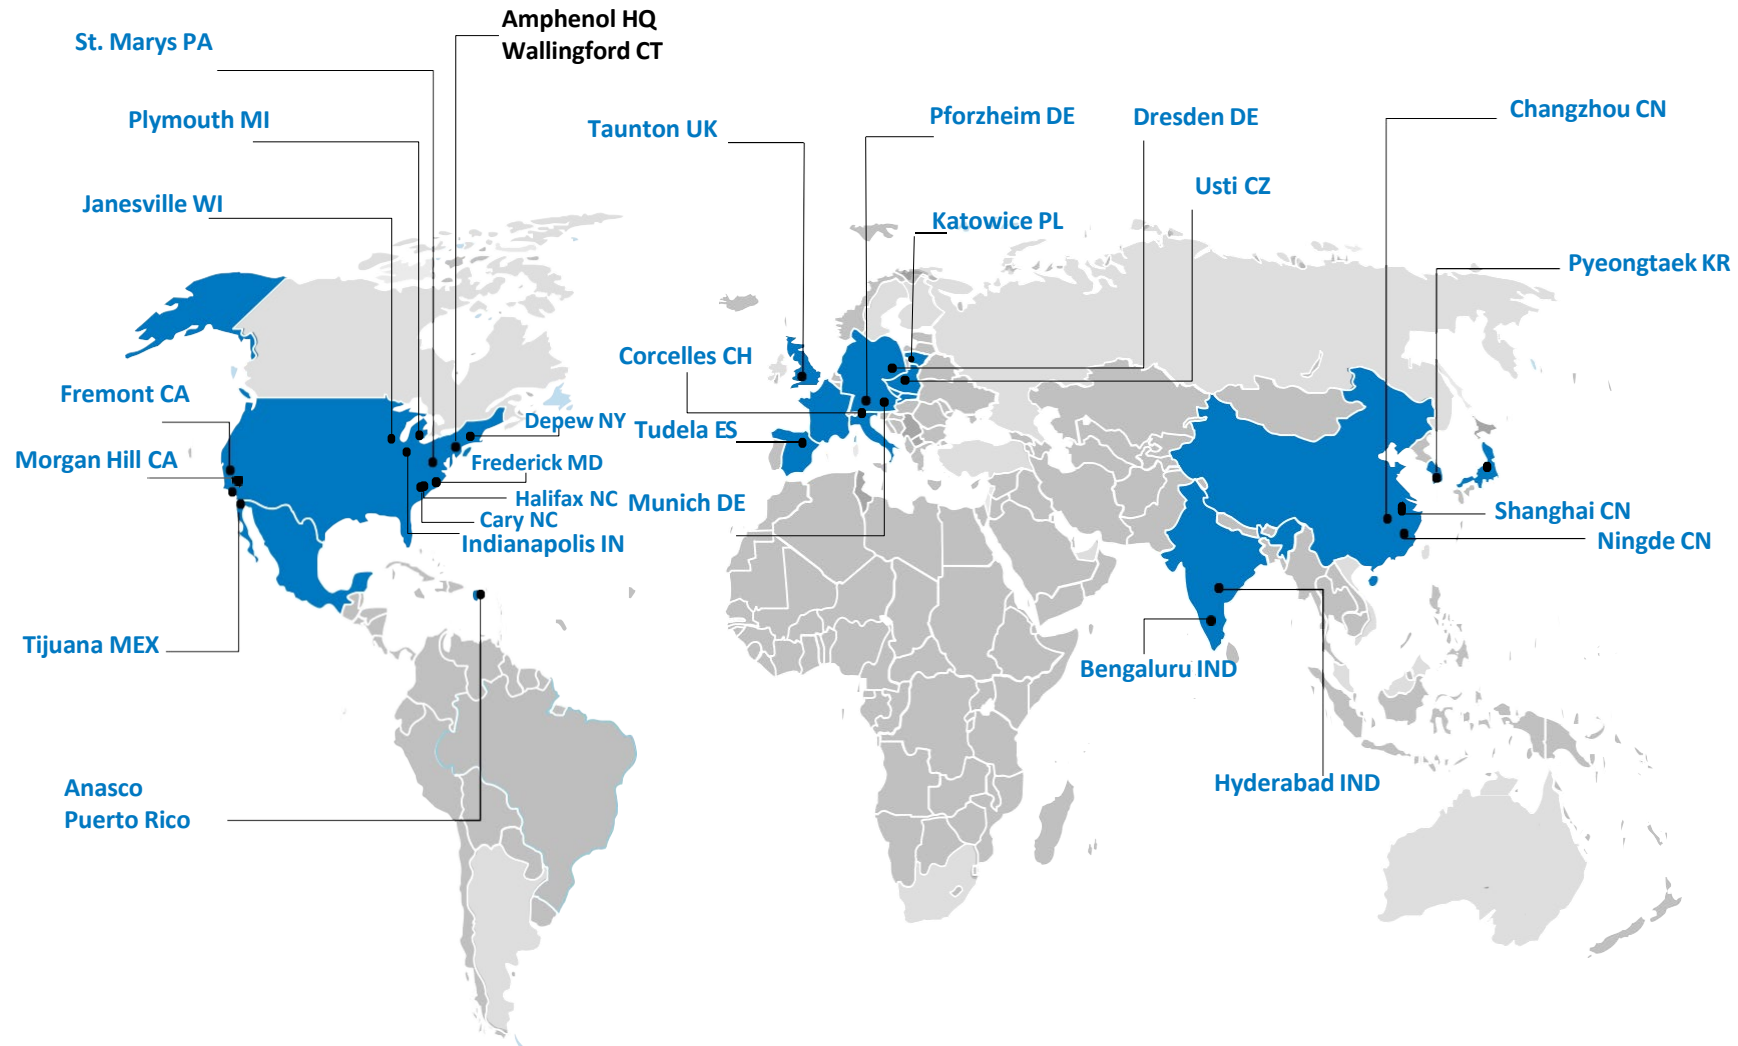 Amphenol HQ
Wallingford CT
St. Marys PA
Plymouth MI
Janesville WI
Fremont CA
Morgan Hill CA
Tijuana MEX
Anasco
Puerto Rico
Depew NY
Frederick MD
Halifax NC
Cary NC
Indianapolis IN
Taunton UK
Pforzheim DE
Dresden DE
Usti CZ
Katowice PL
Corcelles CH
Tudela ES
Munich DE
Changzhou CN
Pyeongtaek KR
Shanghai CN
Ningde CN
Bengaluru IND
Hyderabad IND